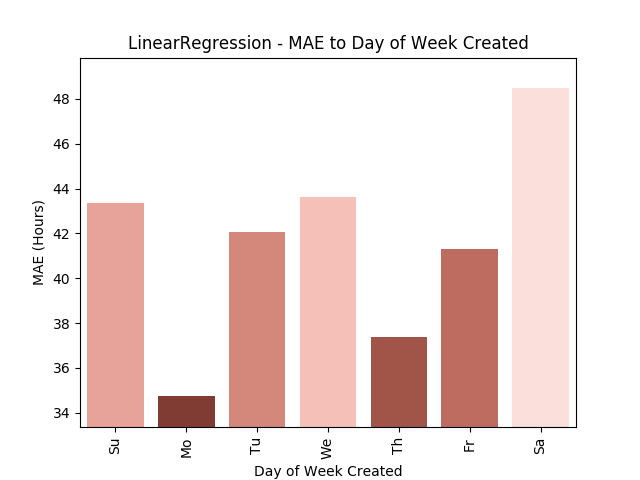 LinearRegression - MAE to Day of Week Created
MAE (Hours)
48
46
44
42
40
38
36
34
Su
Mo
Tu
We
Th
Fr
Sa
Day of Week Created